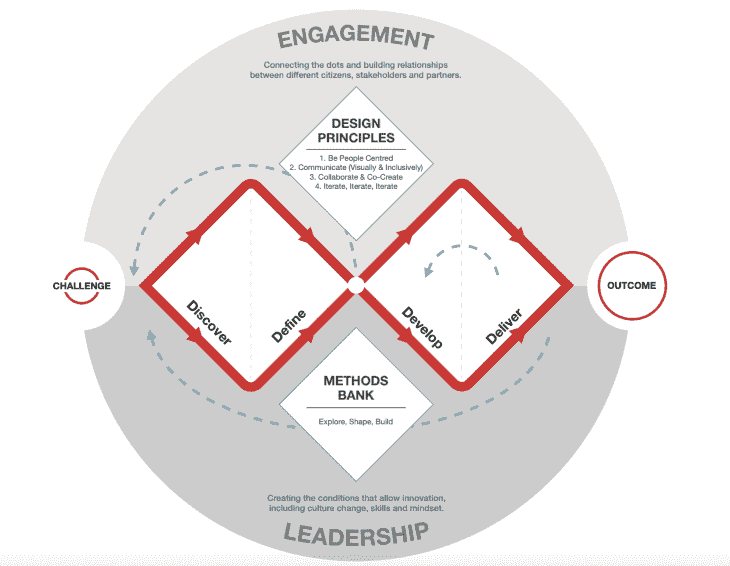 ENGAGEMENT
Connecting the dots and building relationships
between different citizens, stakeholders and partners.
DESIGN
PRINCIPLES
1. Be People Centred
2. Communicate (Visually & Inclusively)
3. Collaborate & Co-Create
4. Iterate, Iterate, Iterate
CHALLENGE
OUTCOME
Discover
Define
Develop
Deliver
METHODS
BANK
Explore, Shape, Build
Creating the conditions that allow innovation,
including culture change, skills and mindset.
LEADERSHIP